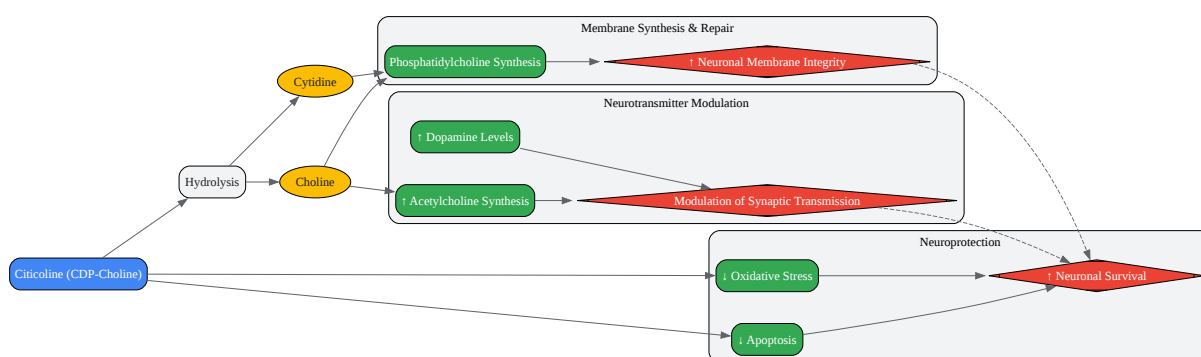 Membrane Synthesis & Repair
Phosphatidylcholine Synthesis
↑ Neuronal Membrane Integrity
Cytidine
Neurotransmitter Modulation
↑ Dopamine Levels
Hydrolysis
Choline
↑ Acetylcholine Synthesis
Modulation of Synaptic Transmission
Neuroprotection
Citicoline (CDP-Choline)
↓ Oxidative Stress
↑ Neuronal Survival
↓ Apoptosis